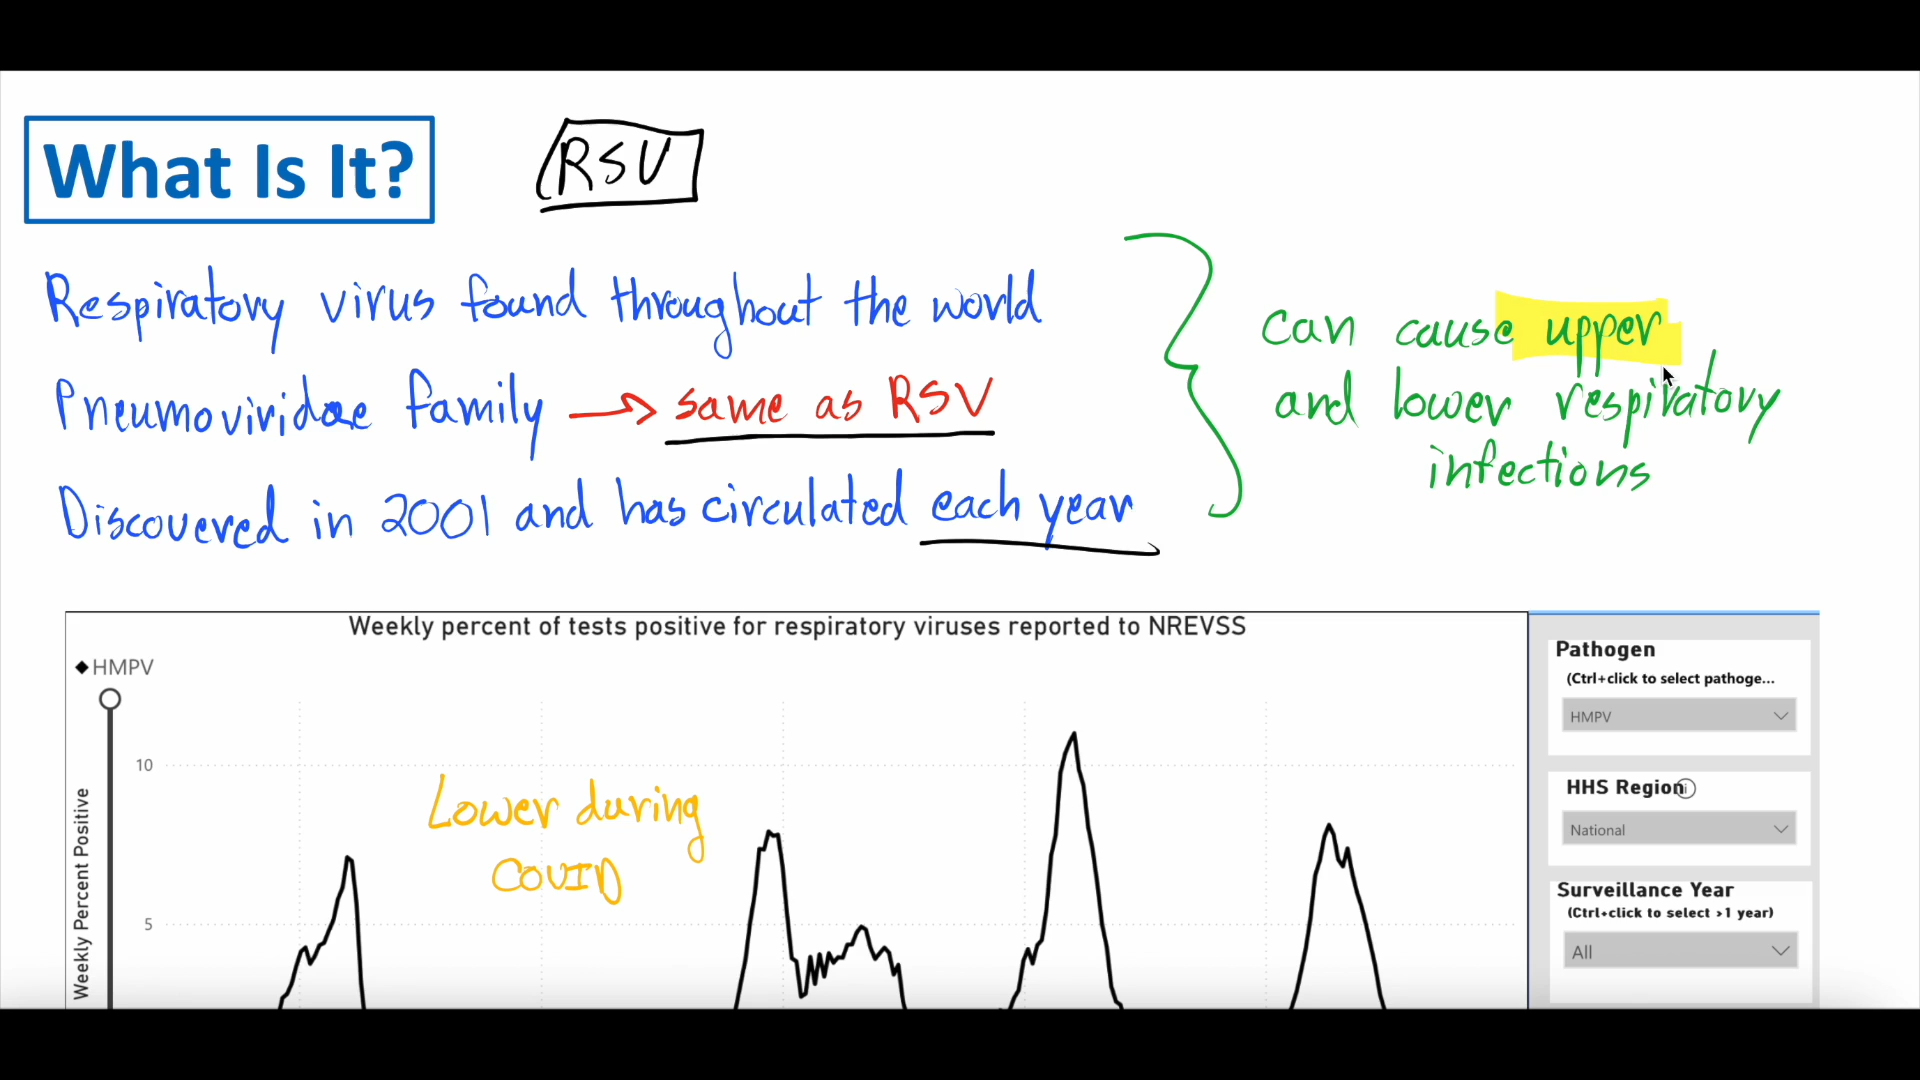 What Is It?
RSV
Respiratory virus found throughout the world
Pneumoviridae family → same as RSV
Discovered in 2001 and has circulated each year
can cause upper
and lower respiratory
infections
Weekly percent of tests positive for respiratory viruses reported to NREVSS
HMPV
Weekly Percent Positive
10
5
Lower during
COVID
Pathogen
(Ctrl+click to select pathoge...
HMPV
HHS Region
National
Surveillance Year
(Ctrl+click to select >1 year)
All